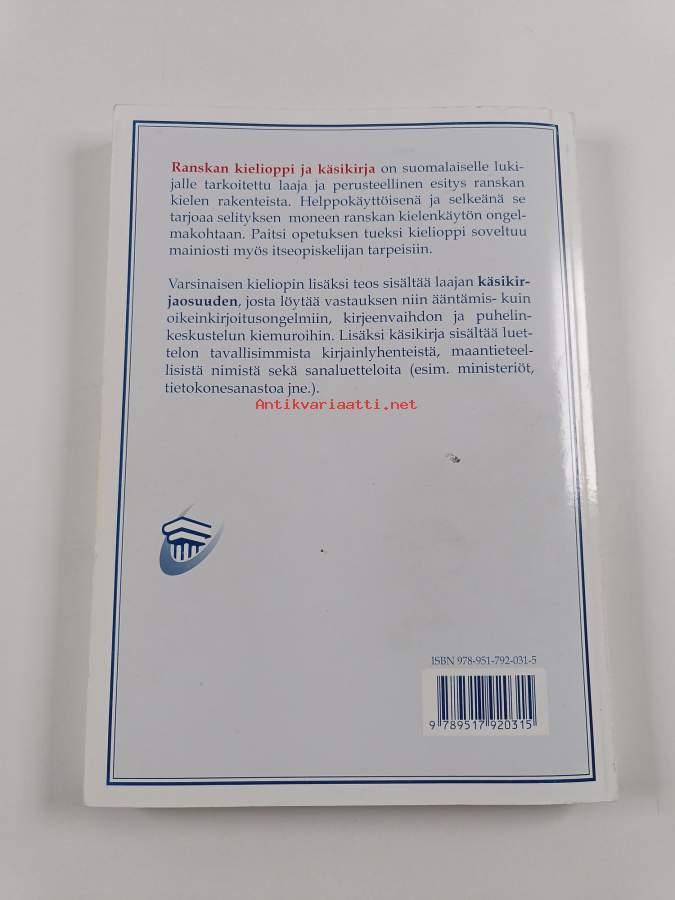 Ranskan kielioppi ja käsikirja on suomalaiselle luki-
jalle tarkoitettu laaja ja perusteellinen esitys ranskan
kielen rakenteista. Helppokäyttöisenä ja selkeänä se
tarjoaa selityksen moneen ranskan kielenkäytön ongel-
makohtaan. Paitsi opetuksen tueksi kielioppi soveltuu
mainiosti myös itseopiskelijan tarpeisiin.
Varsinaisen kieliopin lisäksi teos sisältää laajan käsikir-
jaosuuden, josta löytää vastauksen niin ääntämis- kuin
oikeinkirjoitusongelmiin, kirjeenvaihdon ja puhelin-
keskustelun kiemuroihin. Lisäksi käsikirja sisältää luet-
telon tavallisimmista kirjainlyhenteistä, maantieteel-
lisistä nimistä sekä sanaluetteloita (esim. ministeriöt,
tietokonesanastoa jne.).
Antikvariaatti.net
ISBN 978-951-792-031-5
9 789517 920315